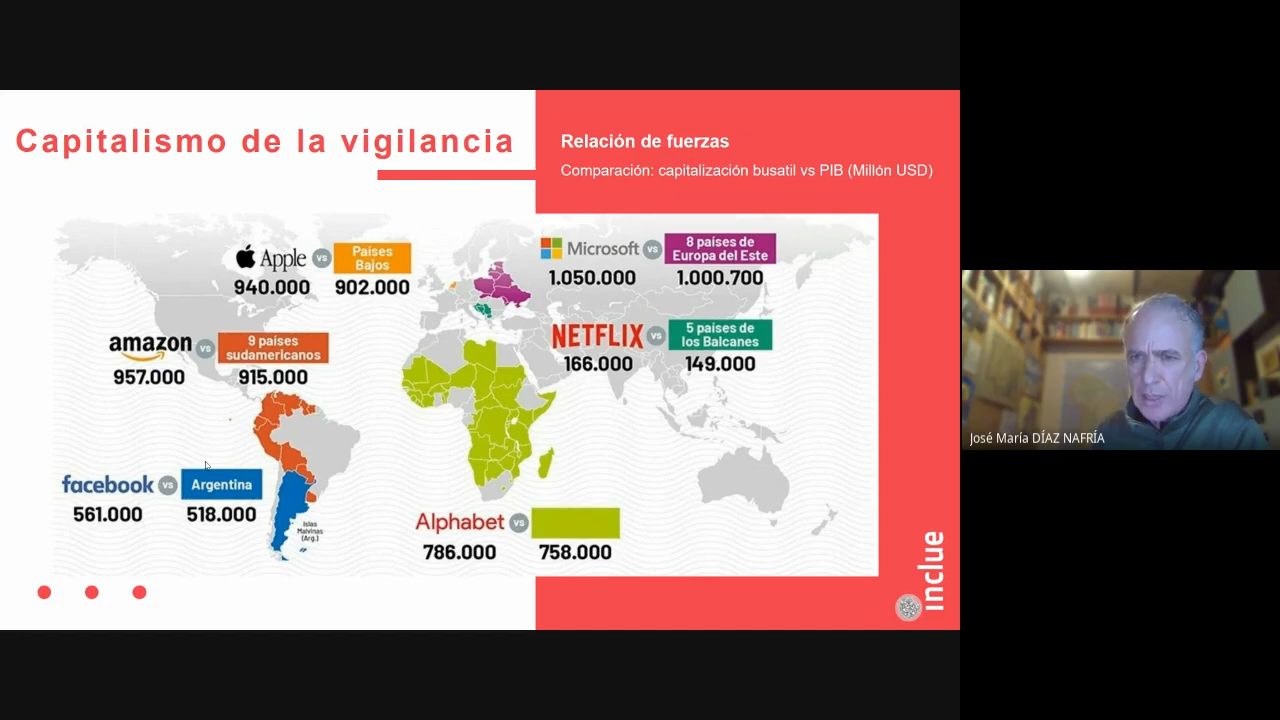 Capitalismo de la vigilancia
Relación de fuerzas
Comparación: capitalización busatil vs PIB (Millón USD)
Apple vs Países
Bajos
940.000 902.000
Microsoft vs 8 países de
Europa del Este
1.050.000 1.000.700
amazon vs 9 países
sudamericanos
957.000 915.000
NETFLIX vs 5 países de
los Balcanes
166.000 149.000
facebook vs Argentina
561.000 518.000
Islas
Malvinas
(Arg.)
Alphabet vs
786.000 758.000
inclue
José María DÍAZ NAFRÍA